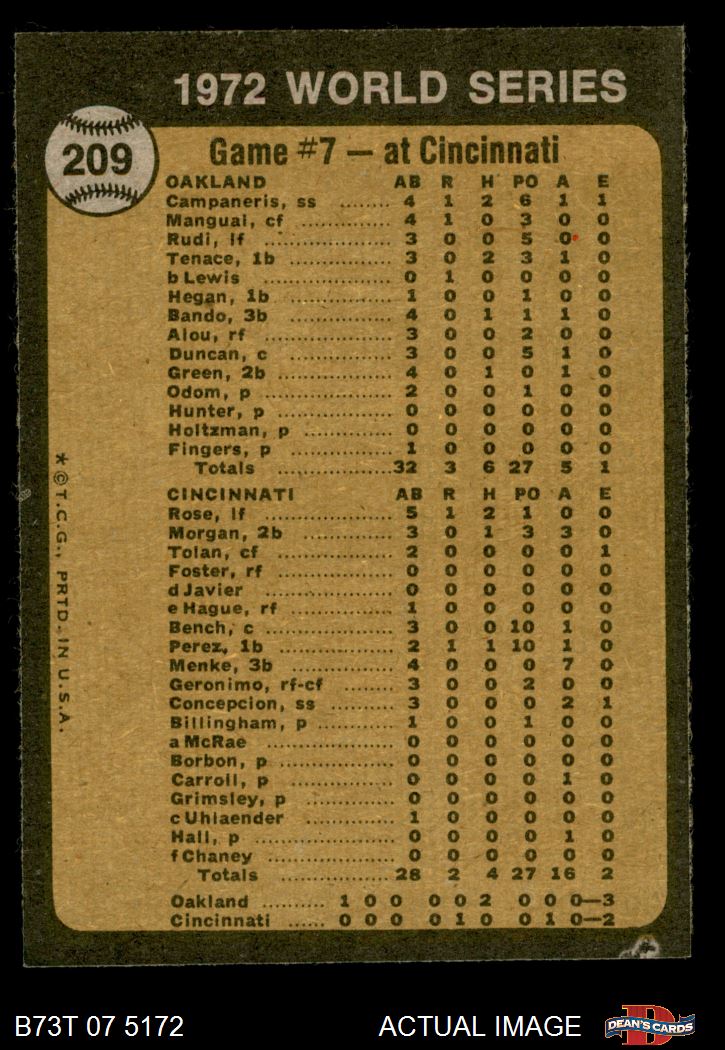 1972 WORLD SERIES
209
Game #7 — at Cincinnati
OAKLAND AB R H PO A E
Campaneris, ss ........ 4 1 2 6 1 1
Mangual, cf .............. 4 1 0 3 0 0
Rudi, lf .................... 3 0 0 5 0 0
Tenace, 1b ............... 3 0 2 3 1 0
b Lewis .................... 0 1 0 0 0 0
Hegan, 1b ................ 1 0 0 1 0 0
Bando, 3b ................ 4 0 1 1 1 0
Alou, rf .................... 3 0 0 2 0 0
Duncan, c ................ 3 0 0 5 1 0
Green, 2b ................ 4 0 1 0 1 0
Odom, p .................. 2 0 0 1 0 0
Hunter, p ................. 0 0 0 0 0 0
Holtzman, p ............. 0 0 0 0 0 0
Fingers, p ................ 1 0 0 0 0 0
Totals ..................32 3 6 27 5 1
CINCINNATI AB R H PO A E
Rose, lf .................... 5 1 2 1 0 0
Morgan, 2b .............. 3 0 1 3 3 0
Tolan, cf .................. 2 0 0 0 0 1
Foster, rf ................. 0 0 0 0 0 0
d Javier .................... 0 0 0 0 0 0
e Hague, rf ............... 1 0 0 0 0 0
Bench, c .................. 3 0 0 10 1 0
Perez, 1b ................. 2 1 1 10 1 0
Menke, 3b ............... 4 0 0 0 7 0
Geronimo, rf-cf ........ 3 0 0 2 0 0
Concepcion, ss ......... 3 0 0 0 2 1
Billingham, p ........... 1 0 0 1 0 0
a McRae ................... 0 0 0 0 0 0
Borbon, p ................ 0 0 0 0 0 0
Carroll, p ................. 0 0 0 0 1 0
Grimsley, p .............. 0 0 0 0 0 0
c Uhlaender ............. 1 0 0 0 0 0
Hall, p ..................... 0 0 0 0 1 0
f Chaney .................. 0 0 0 0 0 0
Totals .................. 28 2 4 27 16 2
Oakland .......... 1 0 0 0 0 2 0 0 0—3
Cincinnati ...... 0 0 0 0 1 0 0 1 0—2
*©T.C.G., PRTD. IN U.S.A.
B73T 07 5172
ACTUAL IMAGE
D
DEAN'S CARDS